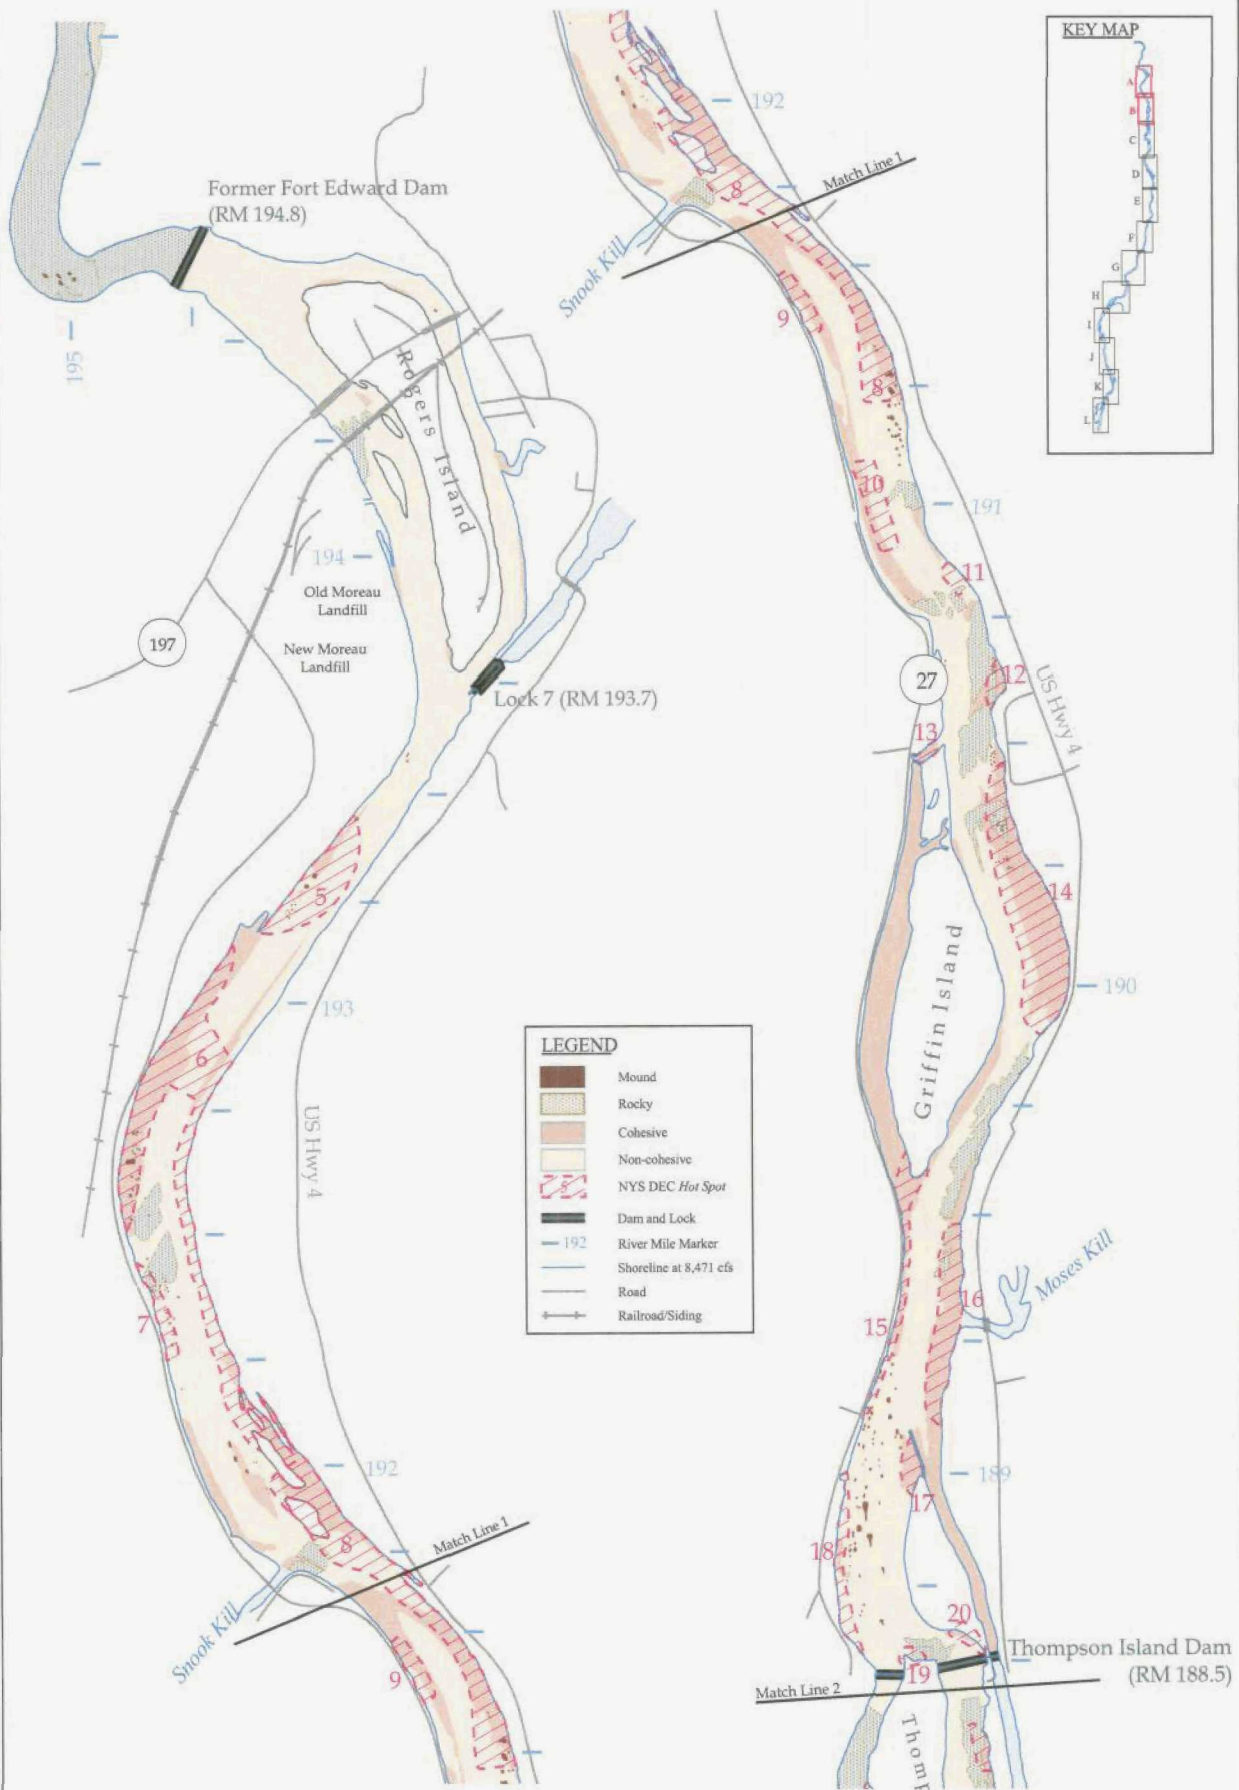 KEY MAP
A
B
C
D
E
F
G
H
I
J
K
L
Former Fort Edward Dam
(RM 194.8)
195
Rogers Island
194
Old Moreau
Landfill
197
New Moreau
Landfill
Lock 7 (RM 193.7)
5
193
6
US Hwy 4
7
192
8
Match Line 1
Snook Kill
9
192
8
Match Line 1
Snook Kill
9
8
10
191
11
27
12
US Hwy 4
13
14
Griffin Island
190
Moses Kill
16
15
189
17
18
20
Thompson Island Dam
(RM 188.5)
19
Match Line 2
Thomp
LEGEND
Mound
Rocky
Cohesive
Non-cohesive
5
NYS DEC Hot Spot
Dam and Lock
192
River Mile Marker
Shoreline at 8,471 cfs
Road
Railroad/Siding